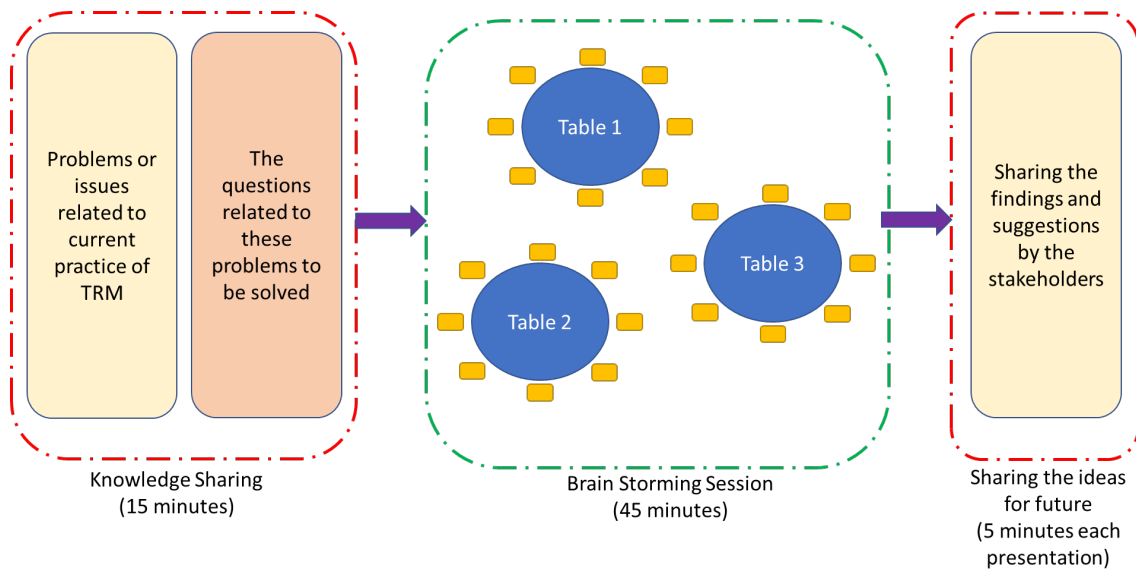 Problems or
issues
related to
current
practice of
TRM
The
questions
related to
these
problems to
be solved
Knowledge Sharing
(15 minutes)
Table 1
Table 2
Table 3
Brain Storming Session
(45 minutes)
Sharing the
findings and
suggestions
by the
stakeholders
Sharing the ideas
for future
(5 minutes each
presentation)